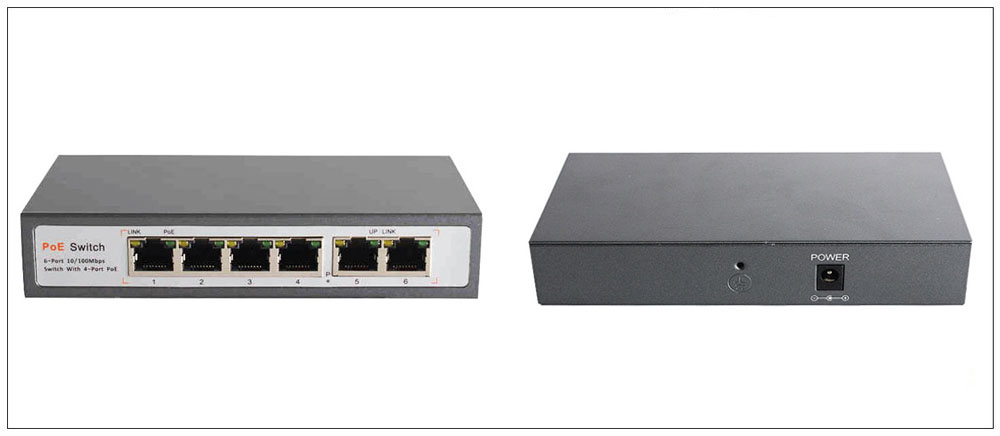 PoE Switch
6-Port 10/100Mbps
Switch With 4-Port PoE
LINK PoE
UP LINK
1 2 3 4 P 5 6
POWER